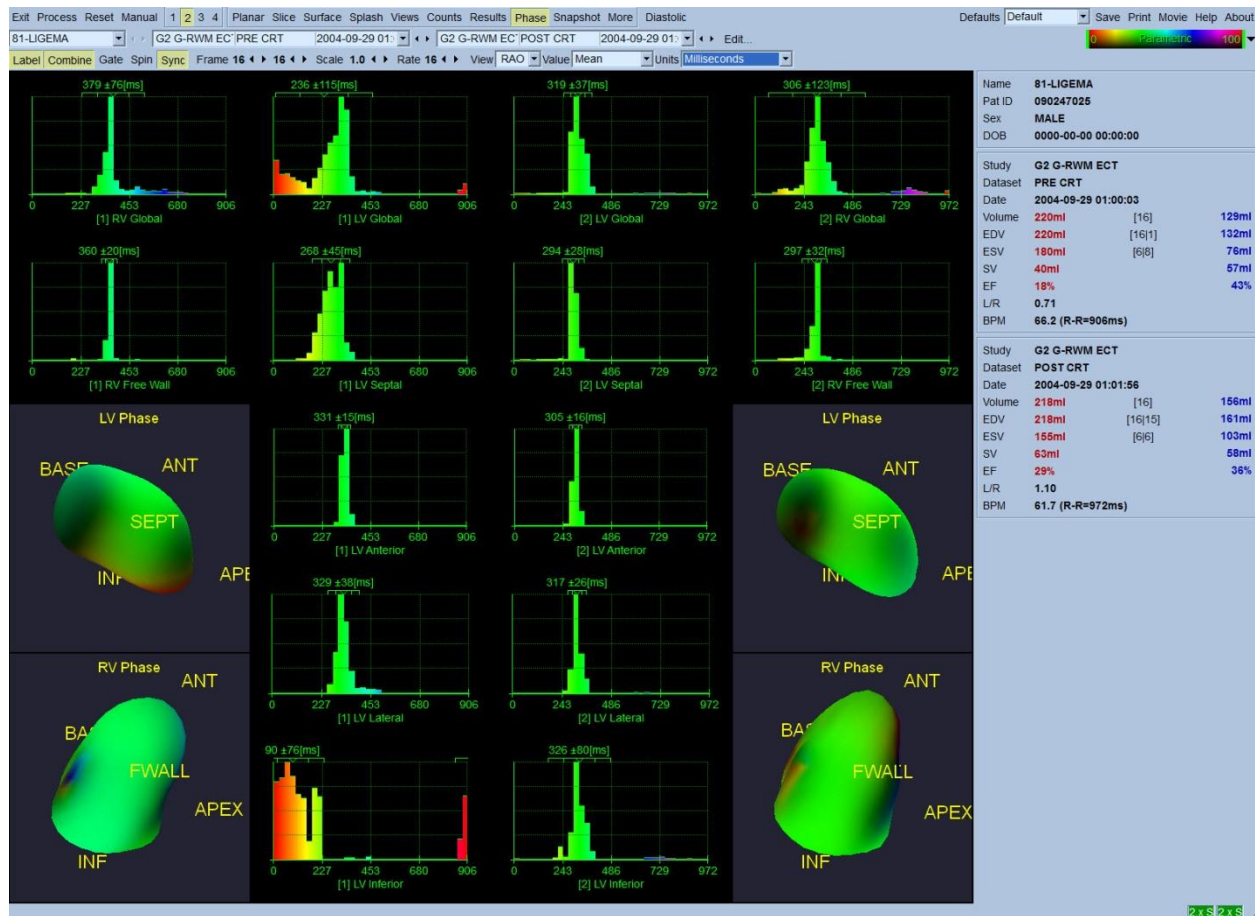 Exit Process Reset Manual 1 2 3 4 Planar Slice Surface Splash Views Counts Results Phase Snapshot More Diastolic Defaults Default Save Print Movie Help About
81-LIGEMA G2 G-RWM EC PRE CRT 2004-09-29 01: G2 G-RWM EC POST CRT 2004-09-29 01: Edit... 0 Parametric 100
Label Combine Gate Spin Sync Frame 16 16 Scale 1.0 Rate 16 View RAO Value Mean Units Milliseconds
379 ±76[ms] 236 ±115[ms] 319 ±37[ms] 306 ±123[ms]
0 227 453 680 906 0 227 453 680 906 0 243 486 729 972 0 243 486 729 972
[1] RV Global [1] LV Global [2] LV Global [2] RV Global
360 ±20[ms] 268 ±45[ms] 294 ±28[ms] 297 ±32[ms]
0 227 453 680 906 0 227 453 680 906 0 243 486 729 972 0 243 486 729 972
[1] RV Free Wall [1] LV Septal [2] LV Septal [2] RV Free Wall
LV Phase
BASE ANT
SEPT
INF APE
331 ±15[ms] 305 ±16[ms]
0 227 453 680 906 0 243 486 729 972
[1] LV Anterior [2] LV Anterior
LV Phase
BASE ANT
SEPT
INF APE
329 ±38[ms] 317 ±26[ms]
0 227 453 680 906 0 243 486 729 972
[1] LV Lateral [2] LV Lateral
RV Phase
ANT
BAS
FWALL
APEX
INF
90 ±76[ms] 326 ±80[ms]
0 227 453 680 906 0 243 486 729 972
[1] LV Inferior [2] LV Inferior
RV Phase
ANT
BASE
FWALL
APEX
INF
Name 81-LIGEMA
Pat ID 090247025
Sex MALE
DOB 0000-00-00 00:00:00
Study G2 G-RWM ECT
Dataset PRE CRT
Date 2004-09-29 01:00:03
Volume 220ml [16] 129ml
EDV 220ml [16|1] 132ml
ESV 180ml [6|8] 76ml
SV 40ml 57ml
EF 18% 43%
L/R 0.71
BPM 66.2 (R-R=906ms)
Study G2 G-RWM ECT
Dataset POST CRT
Date 2004-09-29 01:01:56
Volume 218ml [16] 156ml
EDV 218ml [16|15] 161ml
ESV 155ml [6|6] 103ml
SV 63ml 58ml
EF 29% 36%
L/R 1.10
BPM 61.7 (R-R=972ms)
2 x S 2 x S